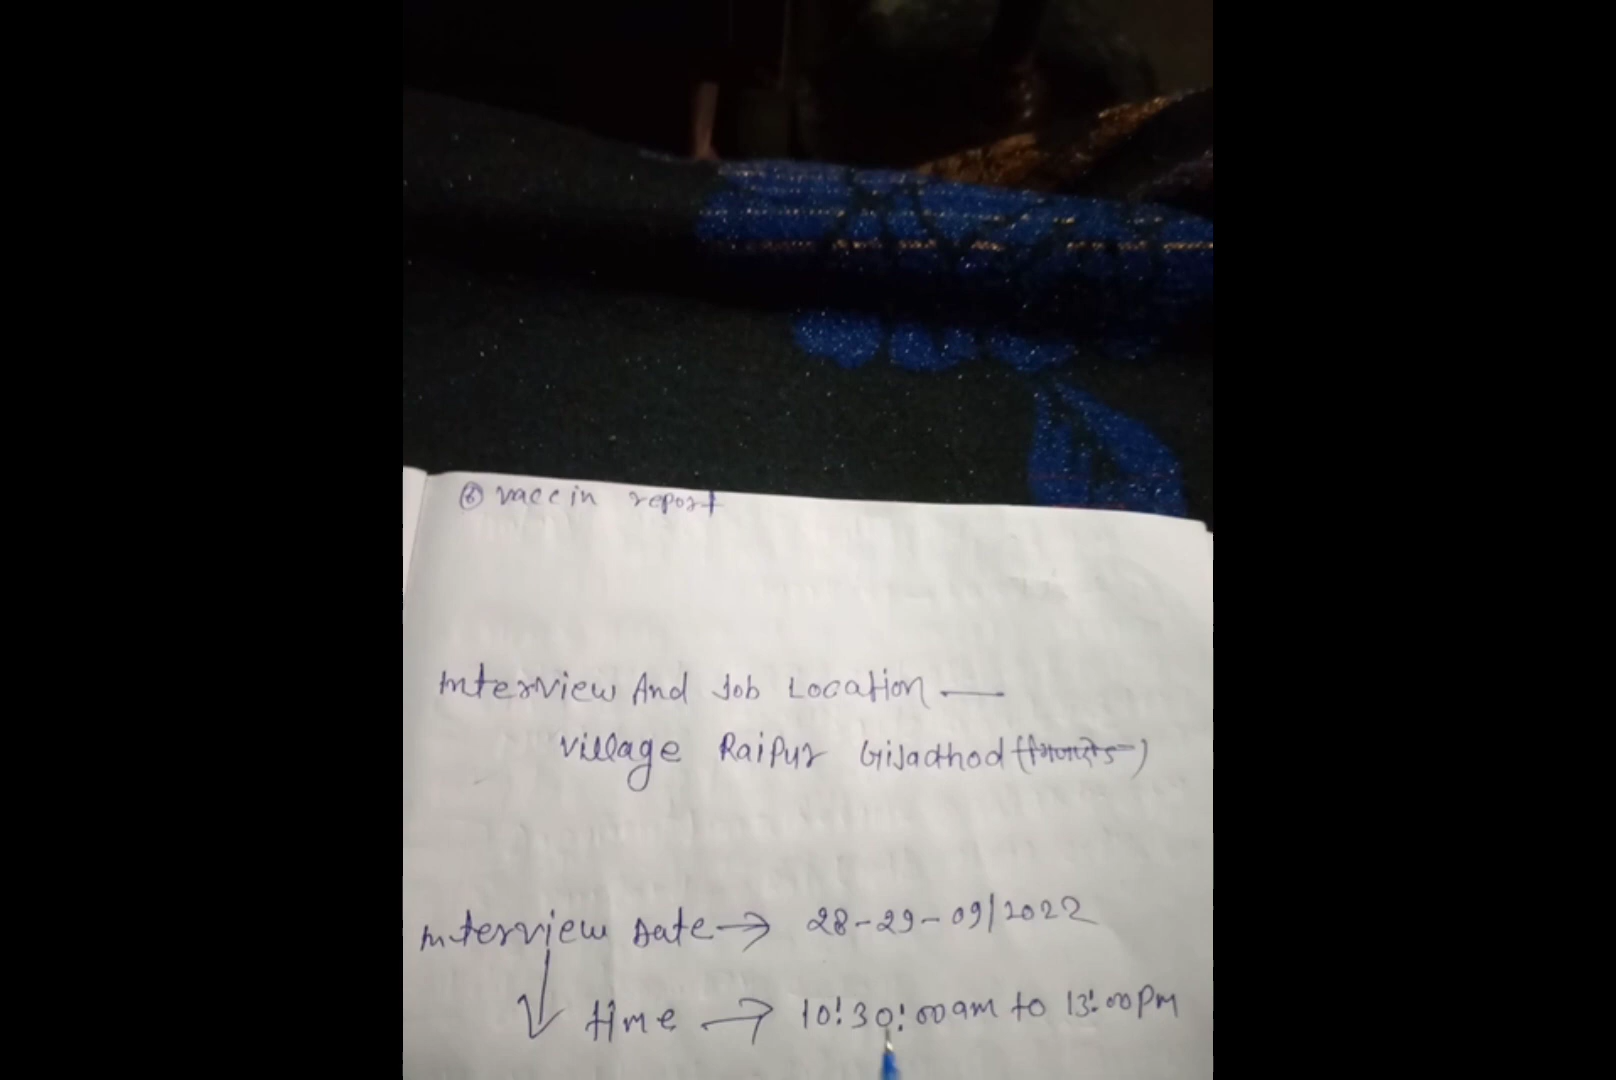 ⑥ vaccin report
Interview And Job Location —
village Raipur Gijadhod
Interview Date → 28-29-09/2022
↓ time → 10:30:00am to 13:00pm